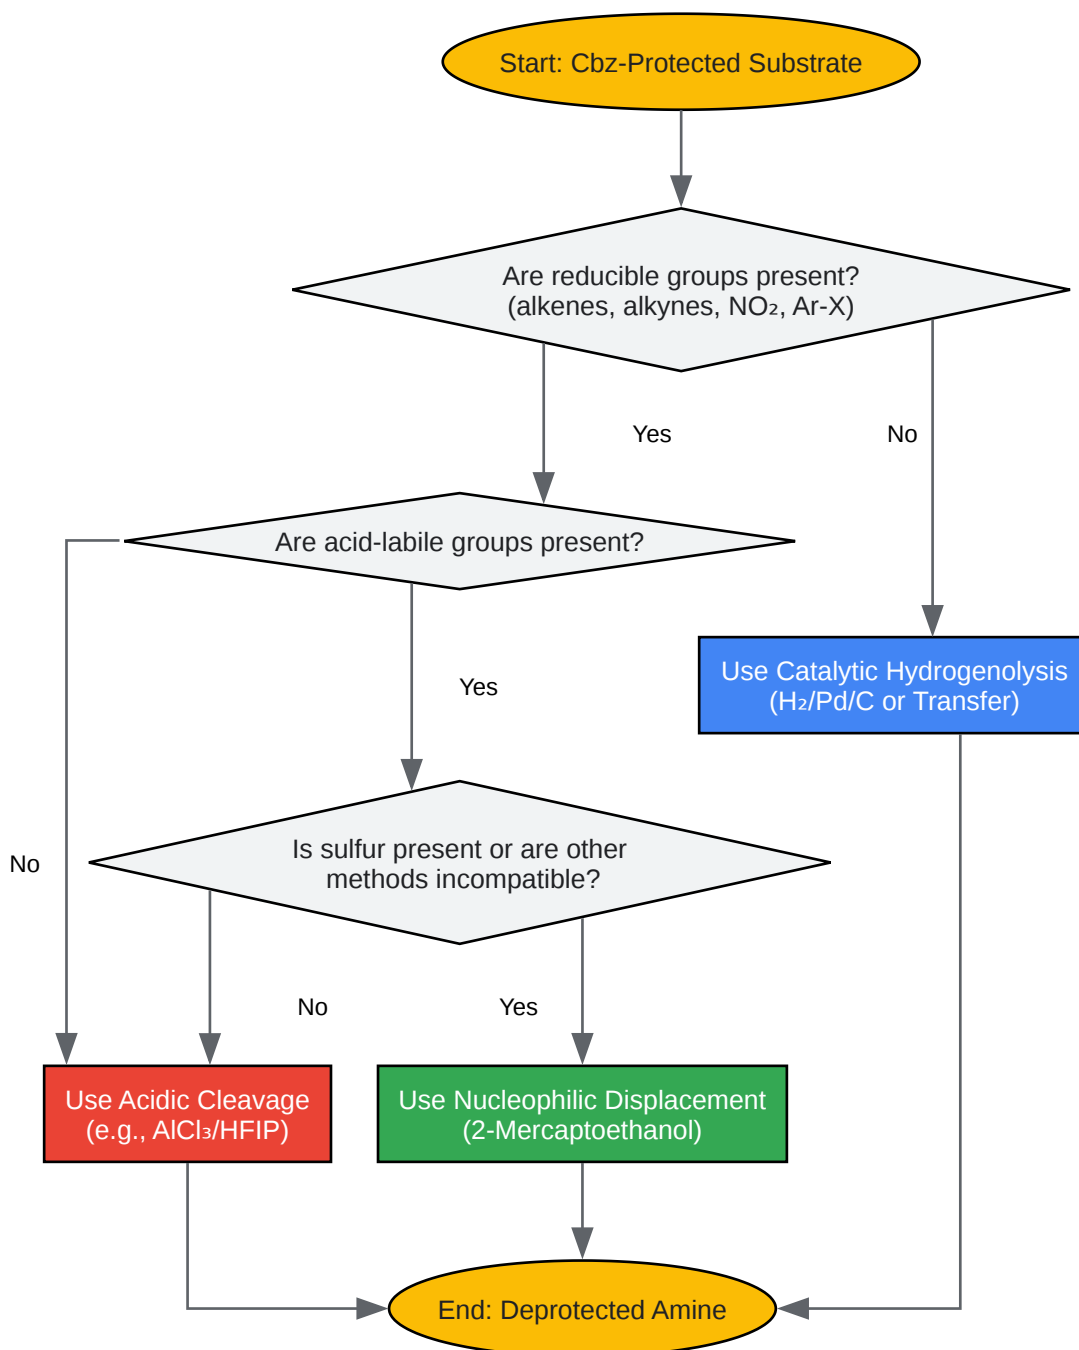 Start: Cbz-Protected Substrate
Are reducible groups present?
(alkenes, alkynes, NO₂, Ar-X)
Yes
No
Are acid-labile groups present?
Use Catalytic Hydrogenolysis
(H₂/Pd/C or Transfer)
Yes
Is sulfur present or are other
methods incompatible?
No
No
Yes
Use Acidic Cleavage
(e.g., AlCl₃/HFIP)
Use Nucleophilic Displacement
(2-Mercaptoethanol)
End: Deprotected Amine